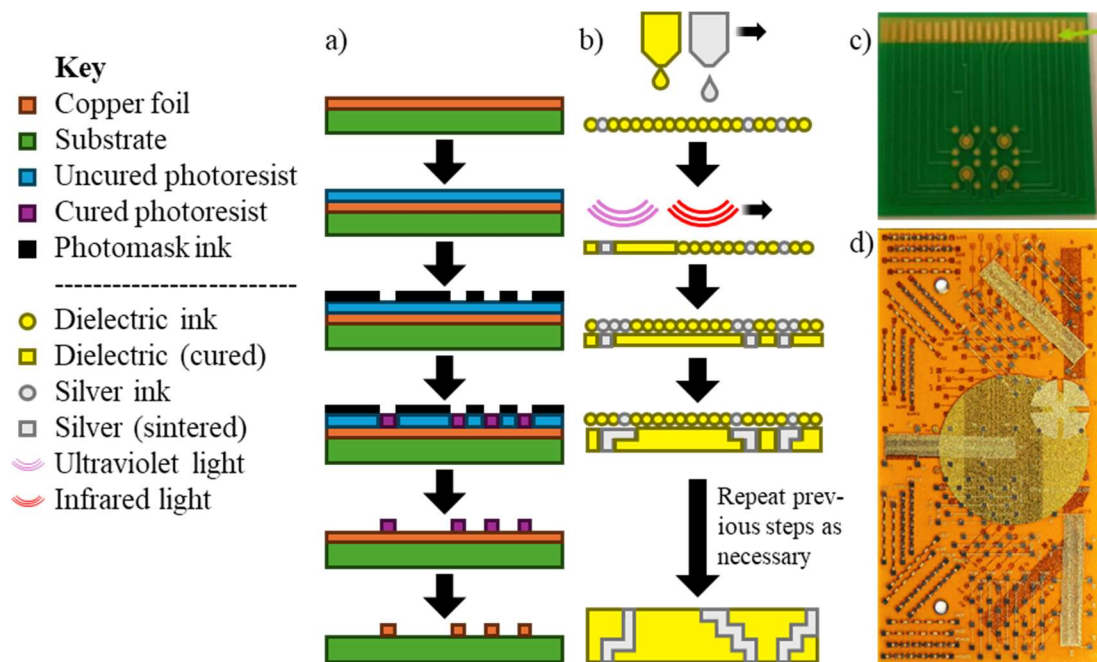 Key
Copper foil
Substrate
Uncured photoresist
Cured photoresist
Photomask ink
--------------------------
Dielectric ink
Dielectric (cured)
Silver ink
Silver (sintered)
Ultraviolet light
Infrared light
a)
b)
Repeat prev-
ious steps as
necessary
c)
d)